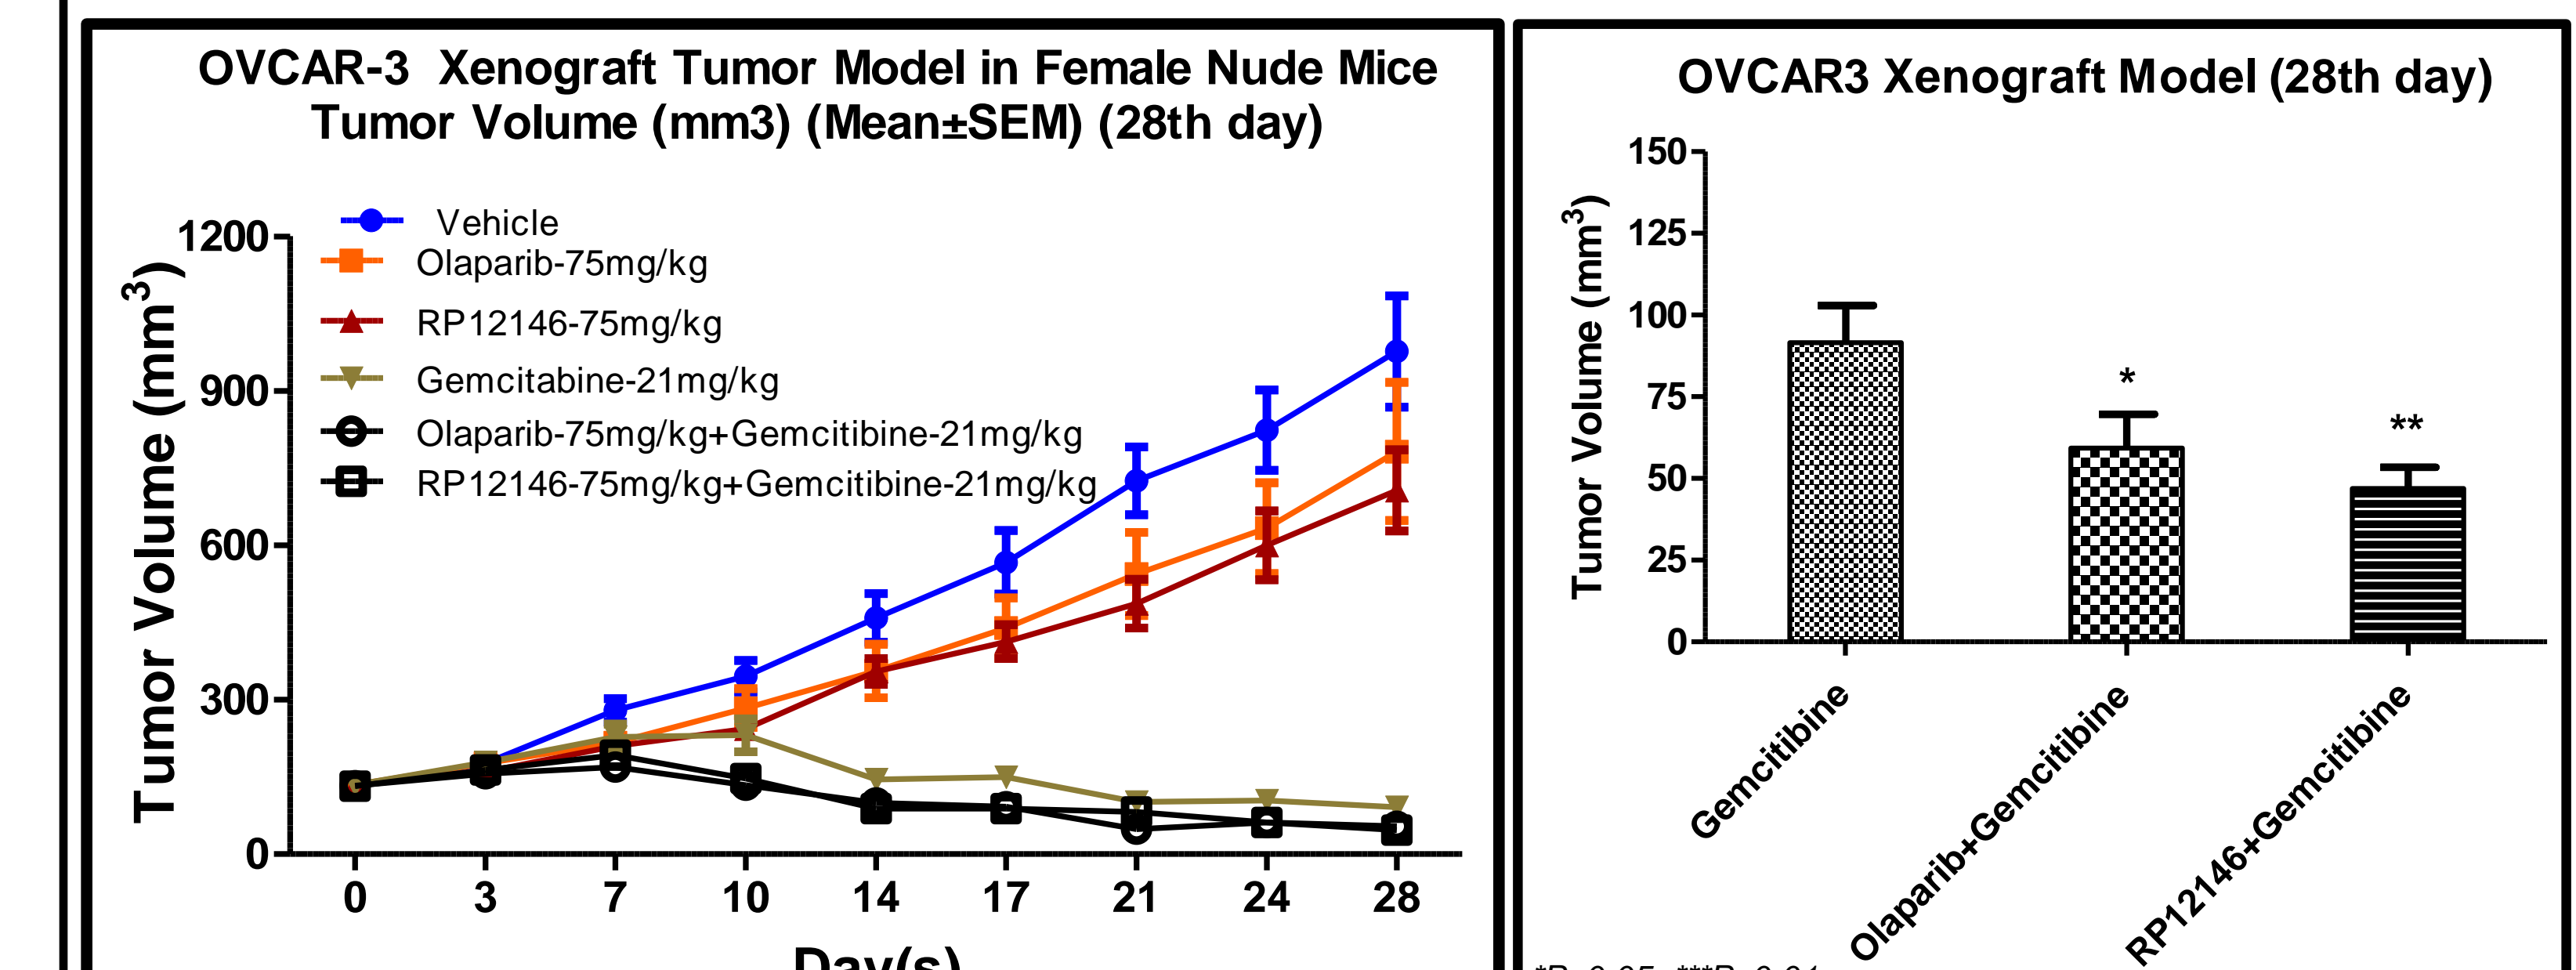 OVCAR-3 Xenograft Tumor Model in Female Nude Mice
Tumor Volume (mm3) (Mean±SEM) (28th day)
Tumor Volume (mm3)
1200
900
600
300
0
Vehicle
Olaparib-75mg/kg
RP12146-75mg/kg
Gemcitabine-21mg/kg
Olaparib-75mg/kg+Gemcitibine-21mg/kg
RP12146-75mg/kg+Gemcitibine-21mg/kg
0 3 7 10 14 17 21 24 28
Day(s)
OVCAR3 Xenograft Model (28th day)
Tumor Volume (mm3)
150
125
100
75
50
25
0
*
**
Gemcitibine
Olaparib+Gemcitibine
RP12146+Gemcitibine